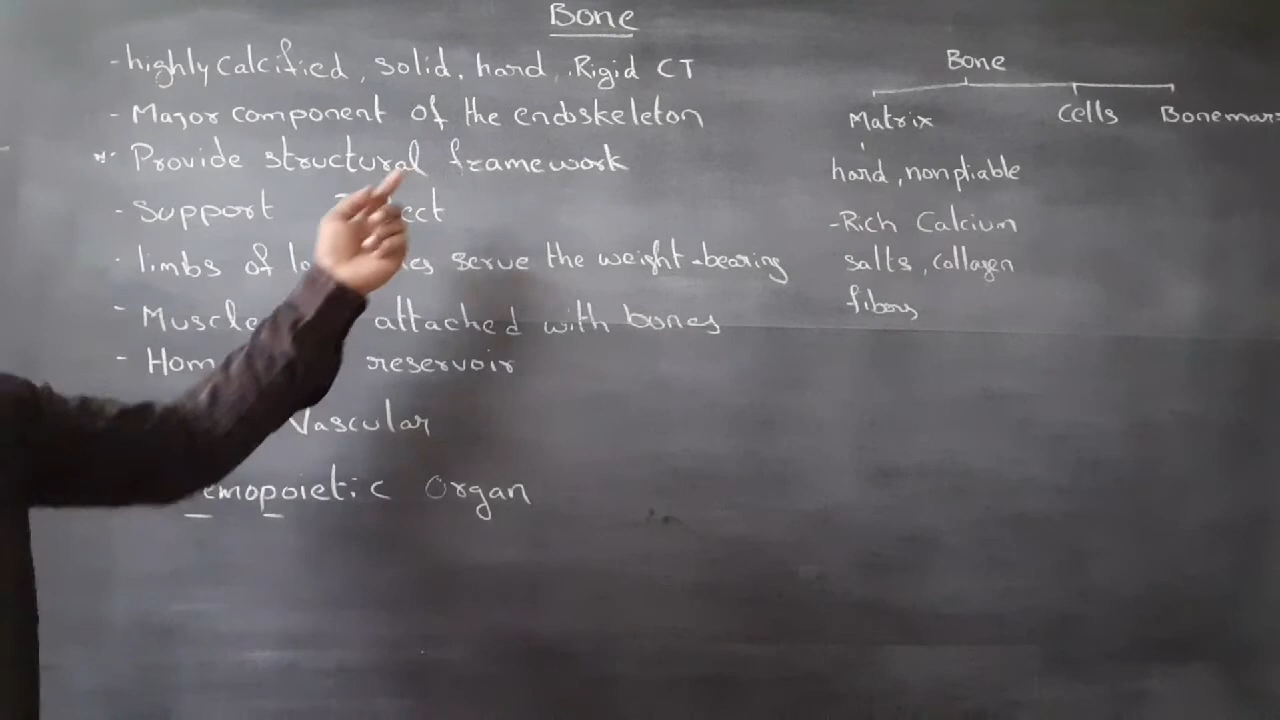 Bone
- highly calcified, solid, hard, Rigid CT
- Major component of the endoskeleton
- Provide structural framework
- Support
- limbs of serve the weight-bearing
- Muscle attached with bones
- reservoir
Vascular
Organ
Bone
Matrix Cells
hard, nonpliable
- Rich Calcium
salts, collagen
fibers